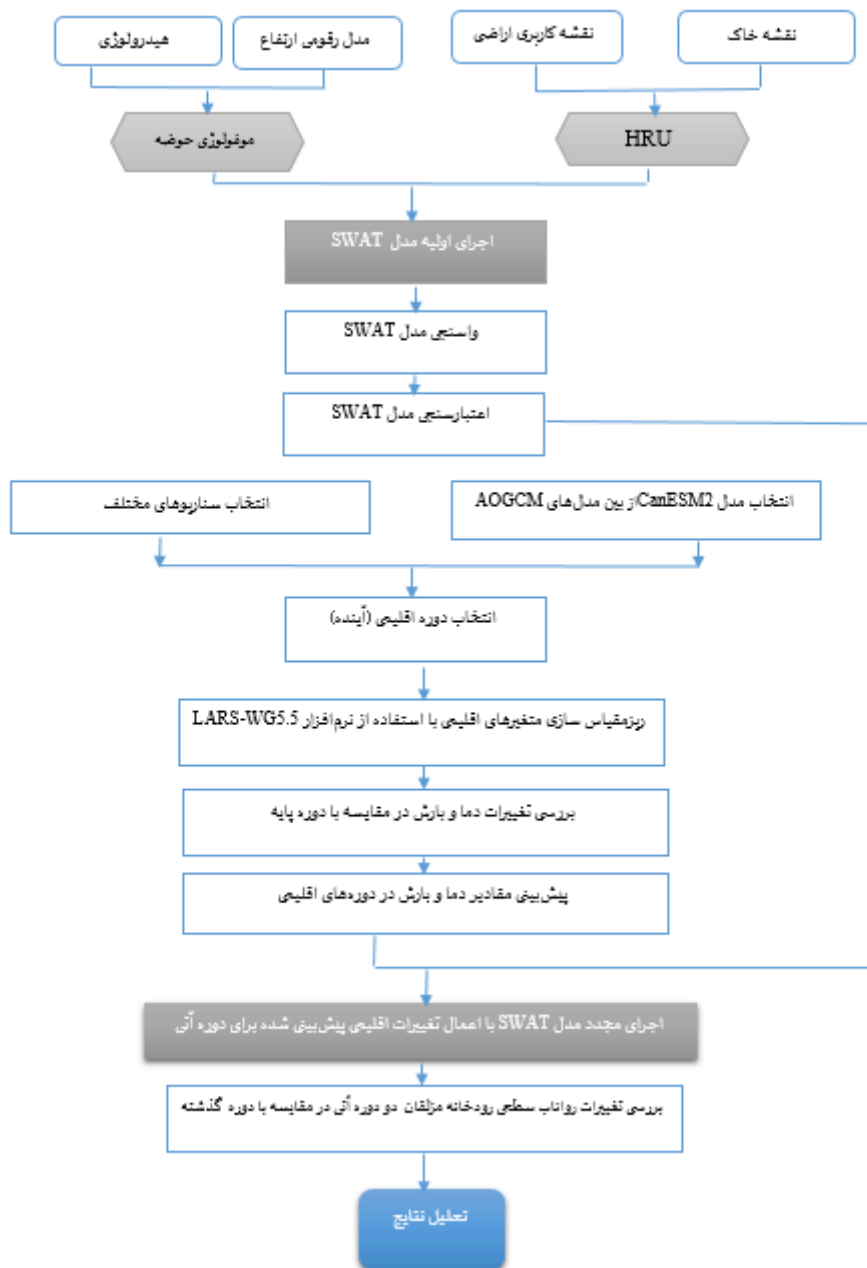 نقشه خاک
نقشه کاربری اراضی
مدل رقومی ارتفاع
هیدرولوژی
HRU
موفولوژی حوضه
اجرای اولیه مدل SWAT
واسنجی مدل SWAT
اعتبارسنجی مدل SWAT
انتخاب مدل CanESM2از بین مدل‌های AOGCM
انتخاب سناریوهای مختلف
انتخاب دوره اقلیمی (آینده)
ریزمقیاس سازی متغیرهای اقلیمی با استفاده از نرم‌افزار LARS-WG5.5
بررسی تغییرات دما و بارش در مقایسه با دوره پایه
پیش‌بینی مقادیر دما و بارش در دوره‌های اقلیمی
اجرای مجدد مدل SWAT با اعمال تغییرات اقلیمی پیش‌بینی شده برای دوره آتی
بررسی تغییرات رواناب سطحی رودخانه مزلقان دو دوره آتی در مقایسه با دوره گذشته
تحلیل نتایج